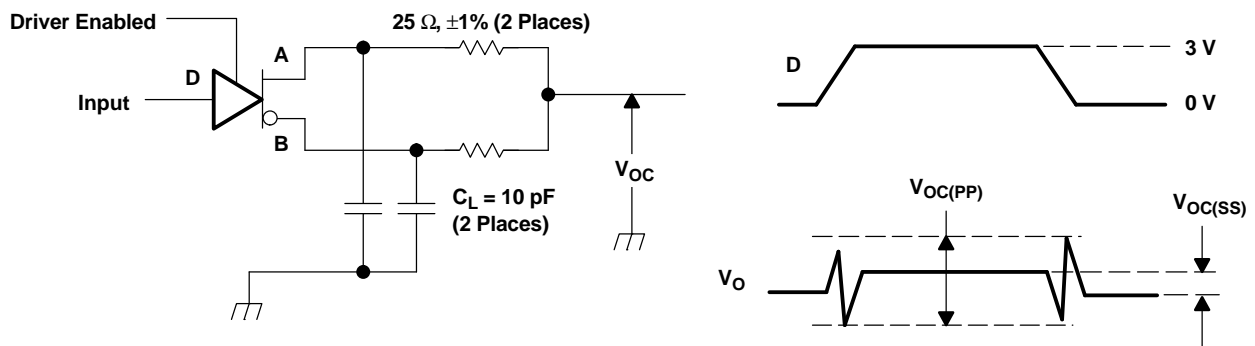 Driver Enabled
25 Ω, ±1% (2 Places)
A
D
Input
B
C_L = 10 pF
(2 Places)
V_OC
D
3 V
0 V
V_OC(PP)
V_OC(SS)
V_O